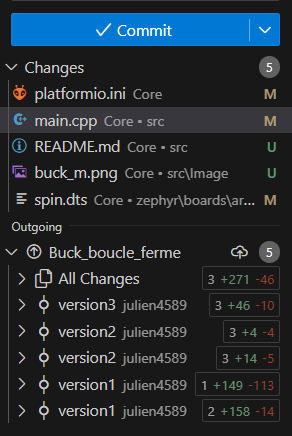 Commit
Changes 5
platformio.ini Core M
main.cpp Core • src M
README.md Core • src U
buck_m.png Core • src\Image U
spin.dts Core • zephyr\boards\ar... M
Outgoing
Buck_boucle_ferme 5
All Changes 3 +271 -46
version3 julien4589 3 +46 -10
version2 julien4589 3 +4 -4
version2 julien4589 3 +14 -5
version1 julien4589 1 +149 -113
version1 julien4589 2 +158 -14